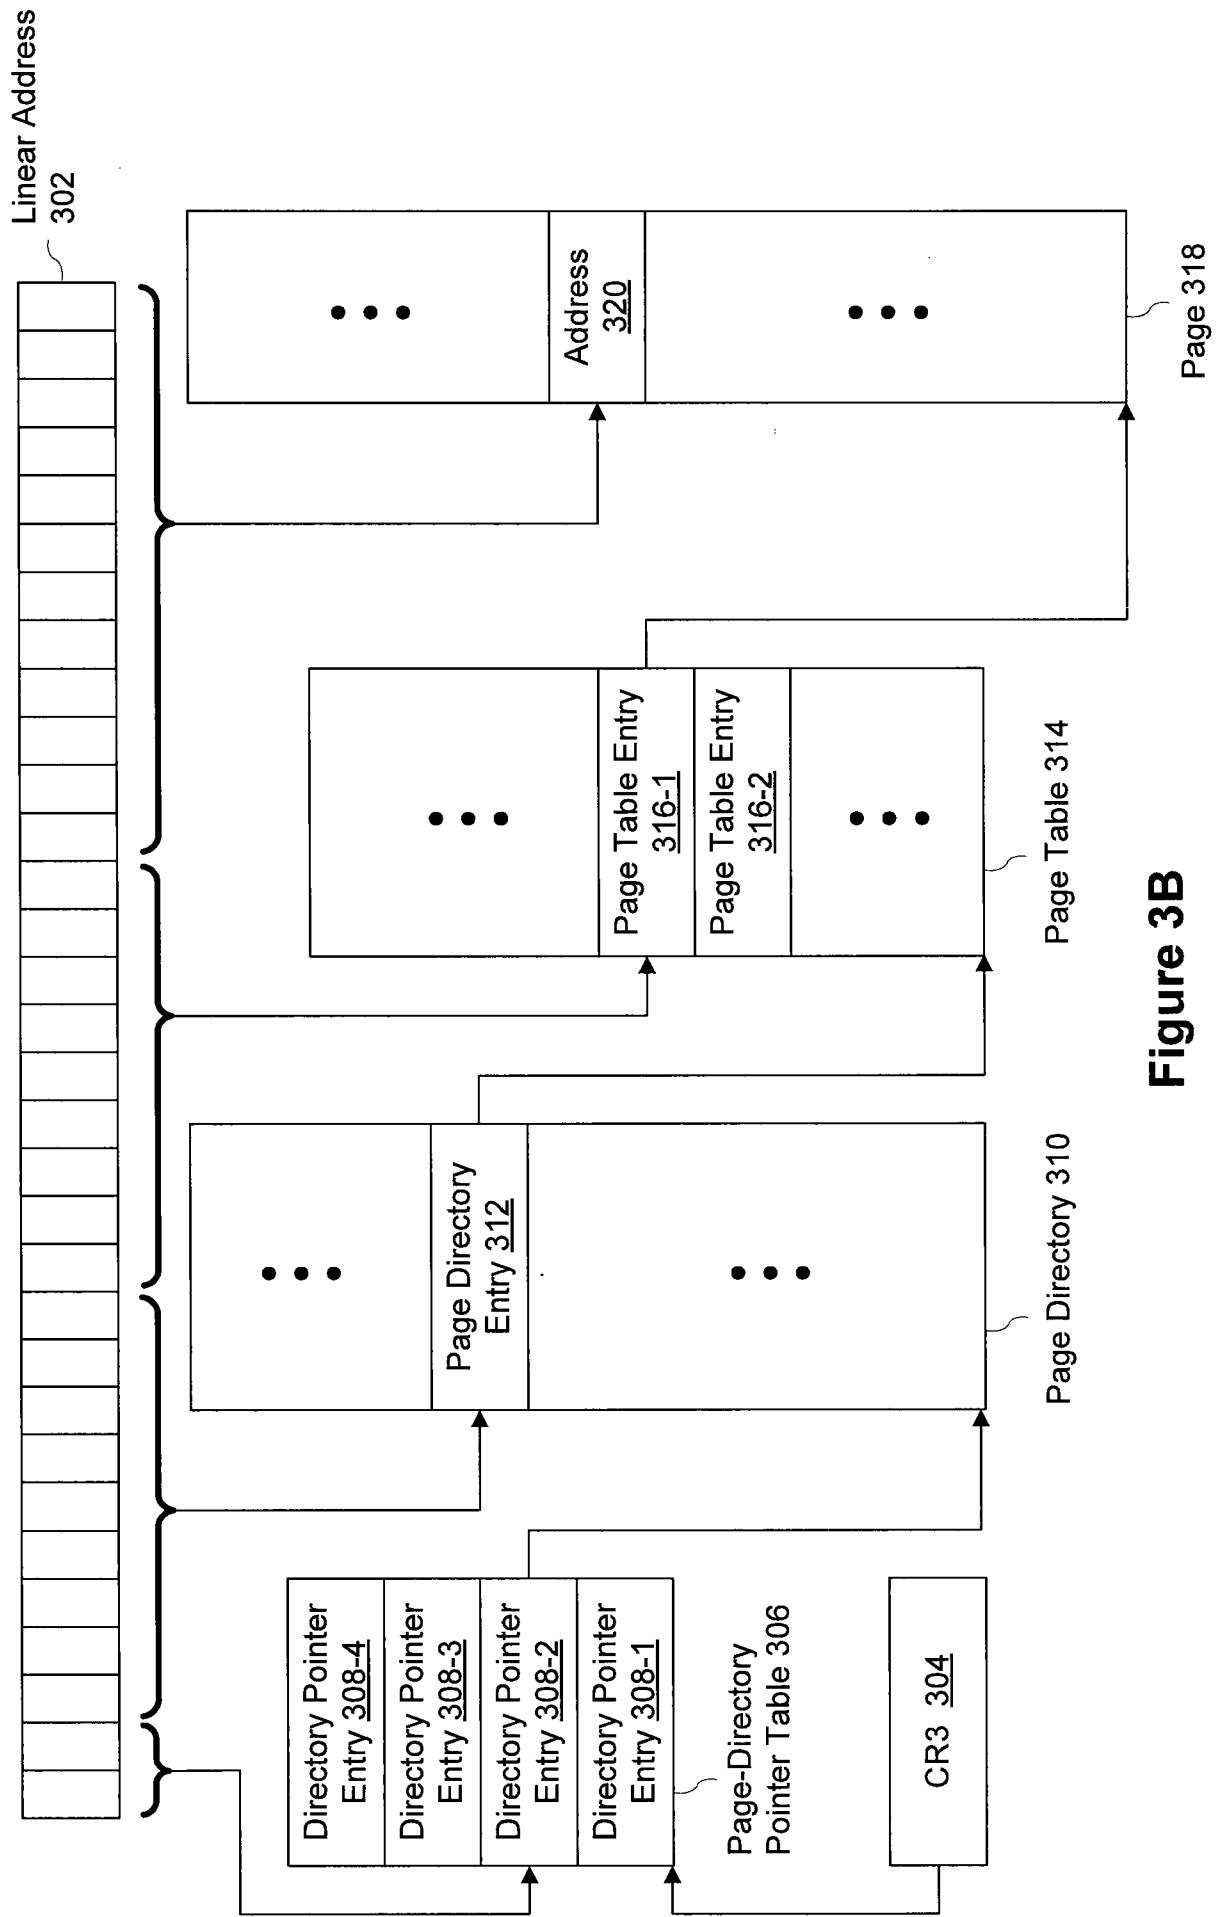 Linear Address
302
Directory Pointer
Entry 308-4
Directory Pointer
Entry 308-3
Directory Pointer
Entry 308-2
Directory Pointer
Entry 308-1
Page-Directory
Pointer Table 306
CR3 304
Page Directory
Entry 312
Page Directory 310
Page Table Entry
316-1
Page Table Entry
316-2
Page Table 314
Address
320
Page 318
Figure 3B